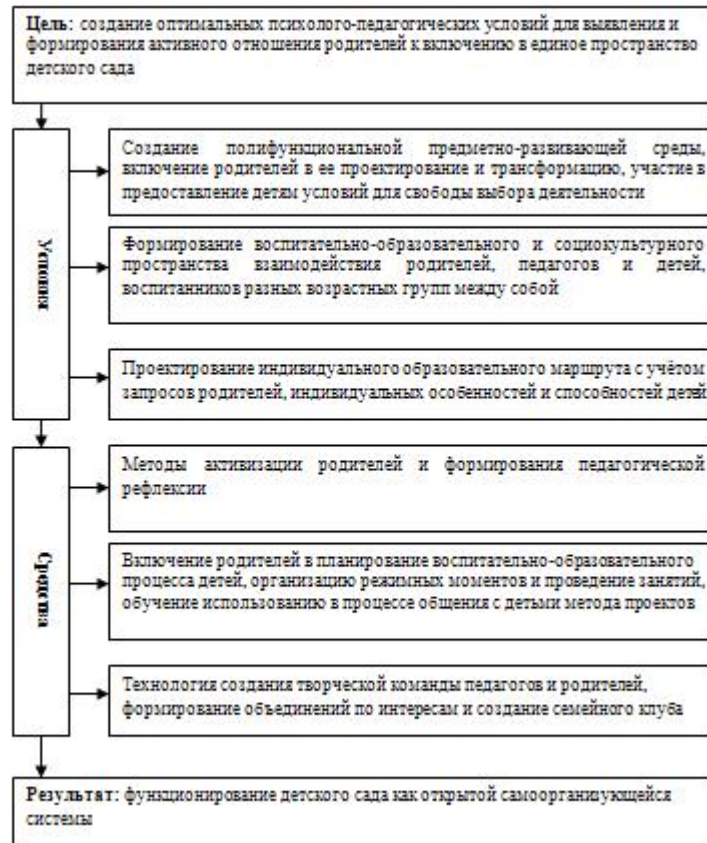 Цель: создание оптимальных психолого-педагогических условий для выявления и
формирования активного отношения родителей к включению в единое пространство
детского сада
Условия
Создание полифункциональной предметно-развивающей среды,
включение родителей в ее проектирование и трансформацию, участие в
предоставление детям условий для свободы выбора деятельности
Формирование воспитательно-образовательного и социокультурного
пространства взаимодействия родителей, педагогов и детей,
воспитанников разных возрастных групп между собой
Проектирование индивидуального образовательного маршрута с учётом
запросов родителей, индивидуальных особенностей и способностей детей
Средства
Методы активизации родителей и формирования педагогической
рефлексии
Включение родителей в планирование воспитательно-образовательного
процесса детей, организацию режимных моментов и проведение занятий,
обучение использованию в процессе общения с детьми метода проектов
Технология создания творческой команды педагогов и родителей,
формирование объединений по интересам и создание семейного клуба
Результат: функционирование детского сада как открытой самоорганизующейся
системы